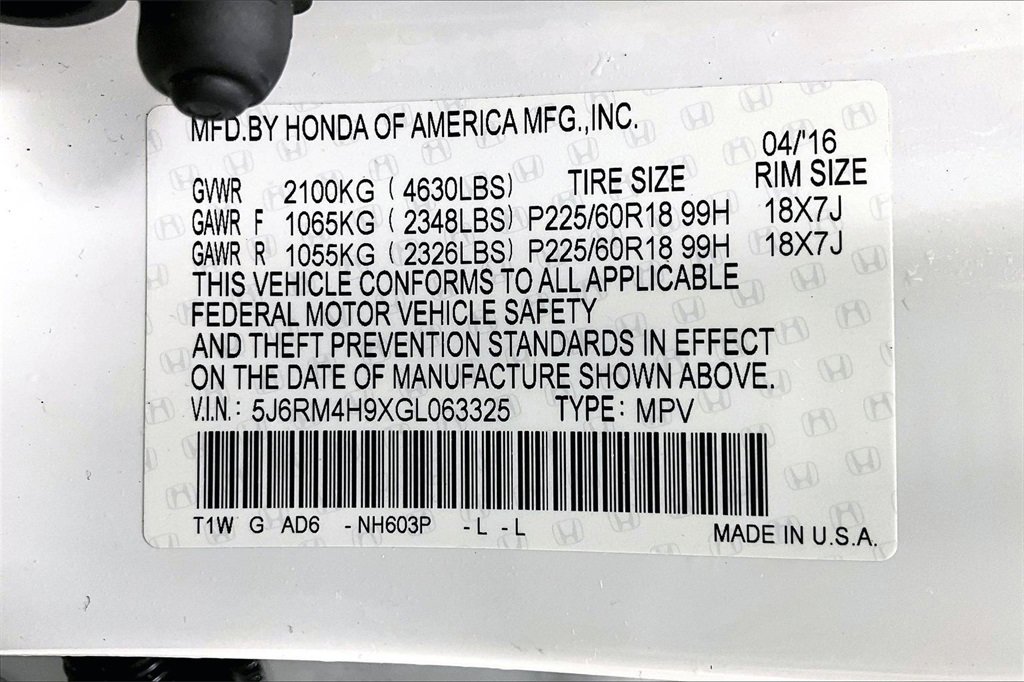 MFD.BY HONDA OF AMERICA MFG.,INC.
04/'16
GVWR 2100KG (4630LBS) TIRE SIZE RIM SIZE
GAWR F 1065KG (2348LBS) P225/60R18 99H 18X7J
GAWR R 1055KG (2326LBS) P225/60R18 99H 18X7J
THIS VEHICLE CONFORMS TO ALL APPLICABLE
FEDERAL MOTOR VEHICLE SAFETY
AND THEFT PREVENTION STANDARDS IN EFFECT
ON THE DATE OF MANUFACTURE SHOWN ABOVE.
V.I.N.: 5J6RM4H9XGL063325 TYPE: MPV
T1W G AD6 -NH603P -L -L
MADE IN U.S.A.